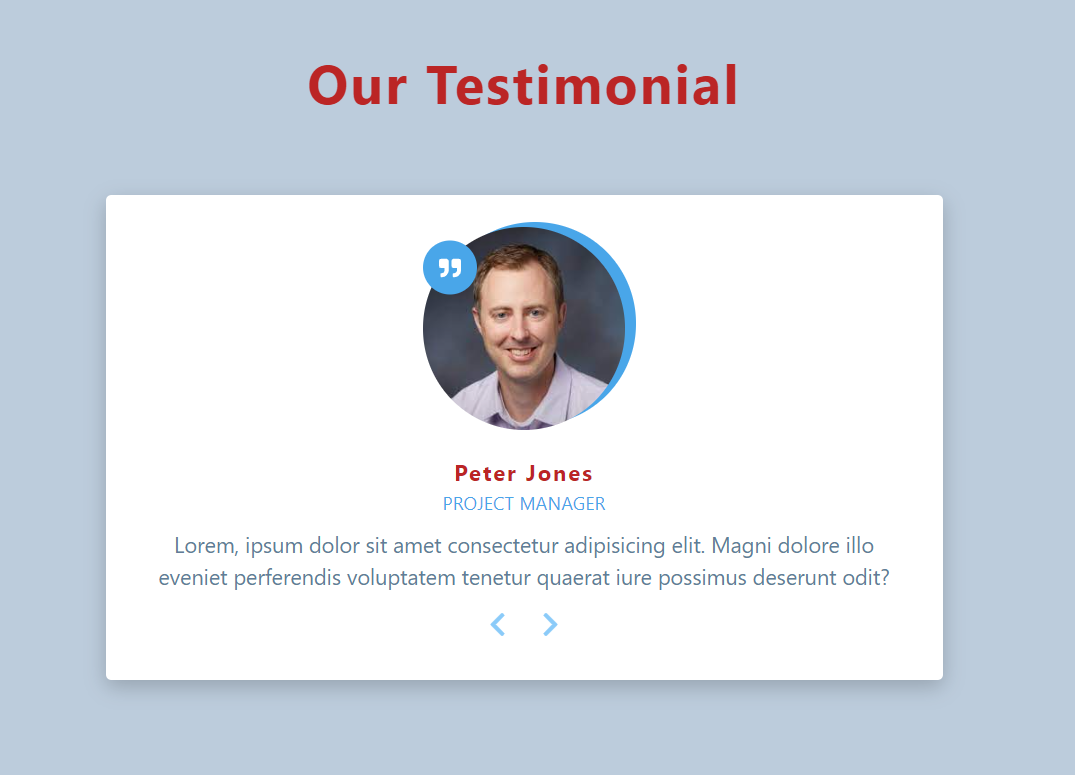 Our Testimonial
Peter Jones
PROJECT MANAGER
Lorem, ipsum dolor sit amet consectetur adipisicing elit. Magni dolore illo
eveniet perferendis voluptatem tenetur quaerat iure possimus deserunt odit?